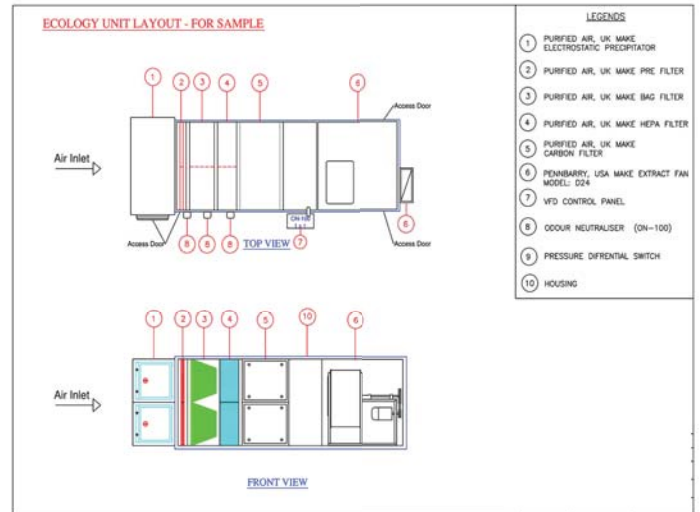 ECOLOGY UNIT LAYOUT - FOR SAMPLE
1 2 3 4 5 6
Access Door
Air Inlet
Access Door
8 8 8
TOP VIEW
ON-100
7
6
Access Door
1 2 3 4 5 10 6
Air Inlet
FRONT VIEW
LEGENDS
1 PURIFIED AIR, UK MAKE
ELECTROSTATIC PRECIPITATOR
2 PURIFIED AIR, UK MAKE PRE FILTER
3 PURIFIED AIR, UK MAKE BAG FILTER
4 PURIFIED AIR, UK MAKE HEPA FILTER
5 PURIFIED AIR, UK MAKE
CARBON FILTER
6 PENNBARRY, USA MAKE EXTRACT FAN
MODEL: D24
7 VFD CONTROL PANEL
8 ODOUR NEUTRALISER (ON-100)
9 PRESSURE DIFRENTIAL SWITCH
10 HOUSING